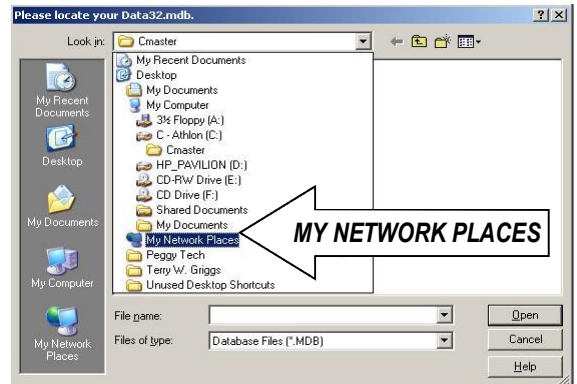 Please locate your Data32.mdb.
Look in:
Cmaster
My Recent Documents
Desktop
My Documents
My Computer
3½ Floppy (A:)
C - Athlon (C:)
Cmaster
HP_PAVILION (D:)
CD-RW Drive (E:)
CD Drive (F:)
Shared Documents
My Documents
My Network Places
Peggy Tech
Terry W. Griggs
Unused Desktop Shortcuts
MY NETWORK PLACES
My Recent
Documents
Desktop
My Documents
My Computer
My Network
Places
File name:
Open
Files of type:
Database Files (*.MDB)
Cancel
Help